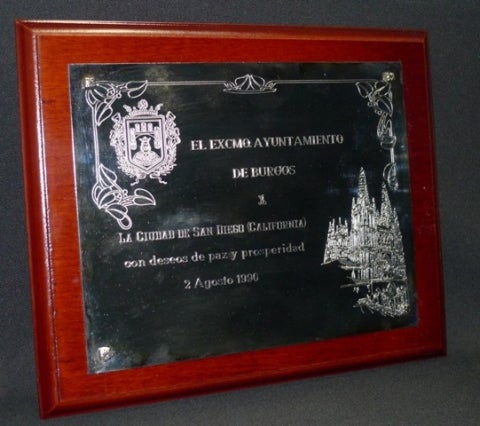 EL EXCMO. AYUNTAMIENTO
DE BURGOS
A
LA CIUDAD DE SAN DIEGO (CALIFORNIA)
con deseos de paz y prosperidad
2 Agosto 1990